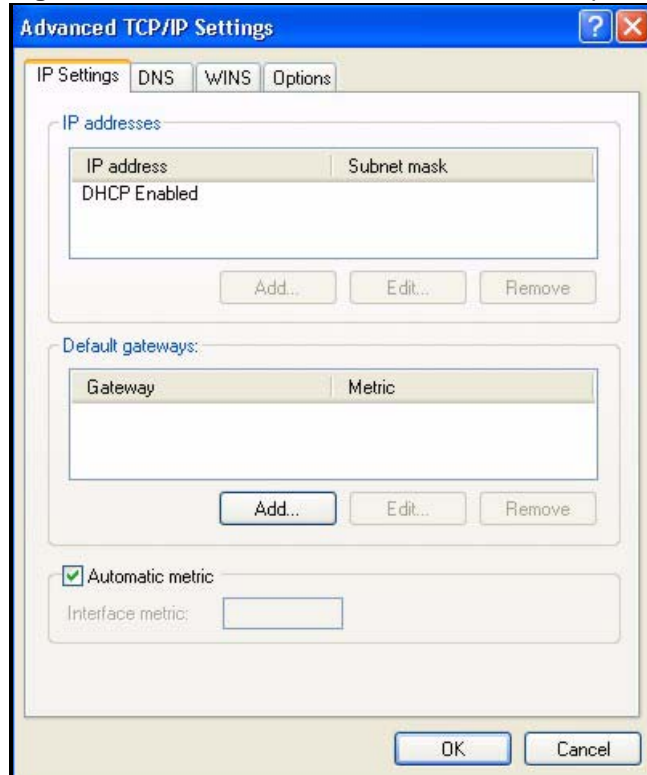 Advanced TCP/IP Settings
IP Settings DNS WINS Options
IP addresses
IP address Subnet mask
DHCP Enabled
Add... Edit... Remove
Default gateways:
Gateway Metric
Add... Edit... Remove
Automatic metric
Interface metric:
OK Cancel